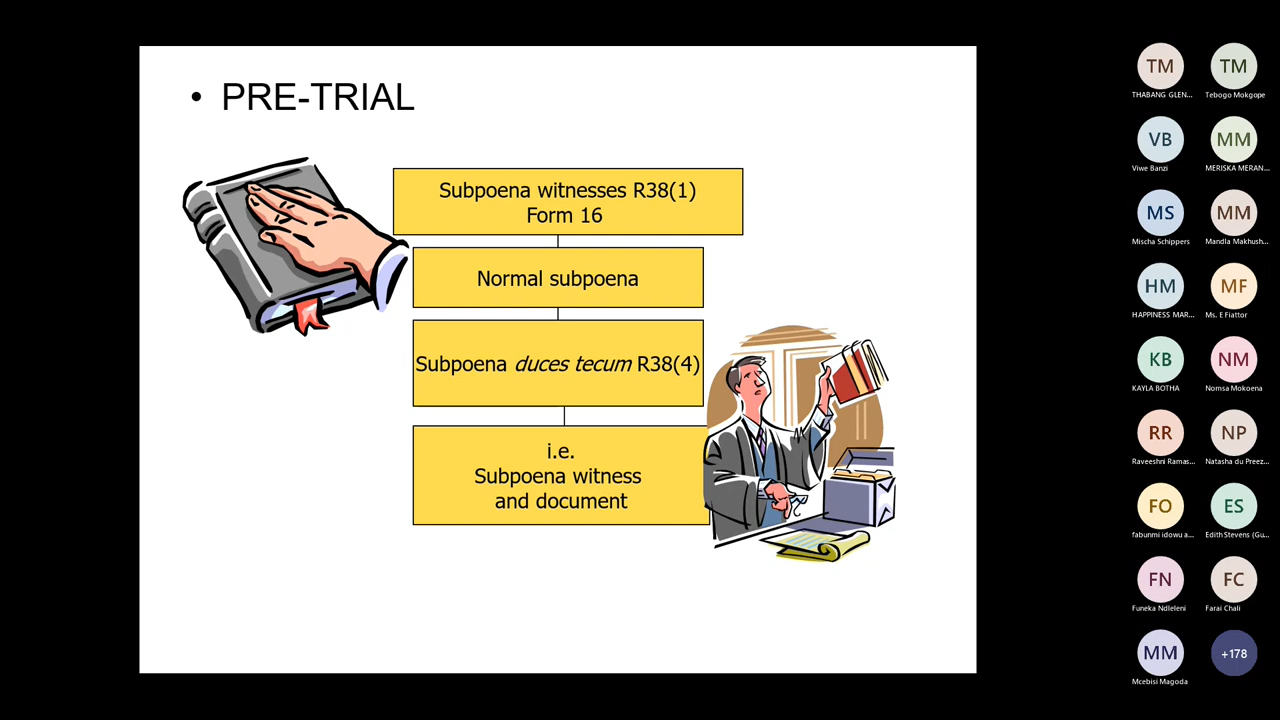 • PRE-TRIAL
Subpoena witnesses R38(1)
Form 16
Normal subpoena
Subpoena duces tecum R38(4)
i.e.
Subpoena witness
and document
TM
THABANG GLEN...
TM
Tebogo Mokgope
VB
Viwe Banzi
MM
MERISKA MERAN...
MS
Mischa Schippers
MM
Mandla Makhush...
HM
HAPPINESS MAR...
MF
Ms. E Fiattor
KB
KAYLA BOTHA
NM
Nomsa Mokoena
RR
Raveeshni Ramas...
NP
Natasha du Preez...
FO
fabunmi idowu a...
ES
Edith Stevens (Gu...
FN
Funeka Ndleleni
FC
Farai Chali
MM
Mcebisi Magoda
+178